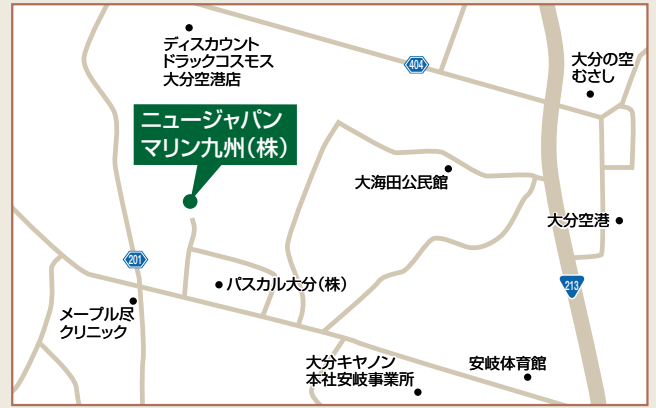 ディスカウント
ドラックコスモス
大分空港店
404
大分の空
むさし
ニュージャパン
マリン九州(株)
大海田公民館
大分空港
201
パスカル大分(株)
213
メープル尽
クリニック
大分キヤノン
本社安岐事業所
安岐体育館